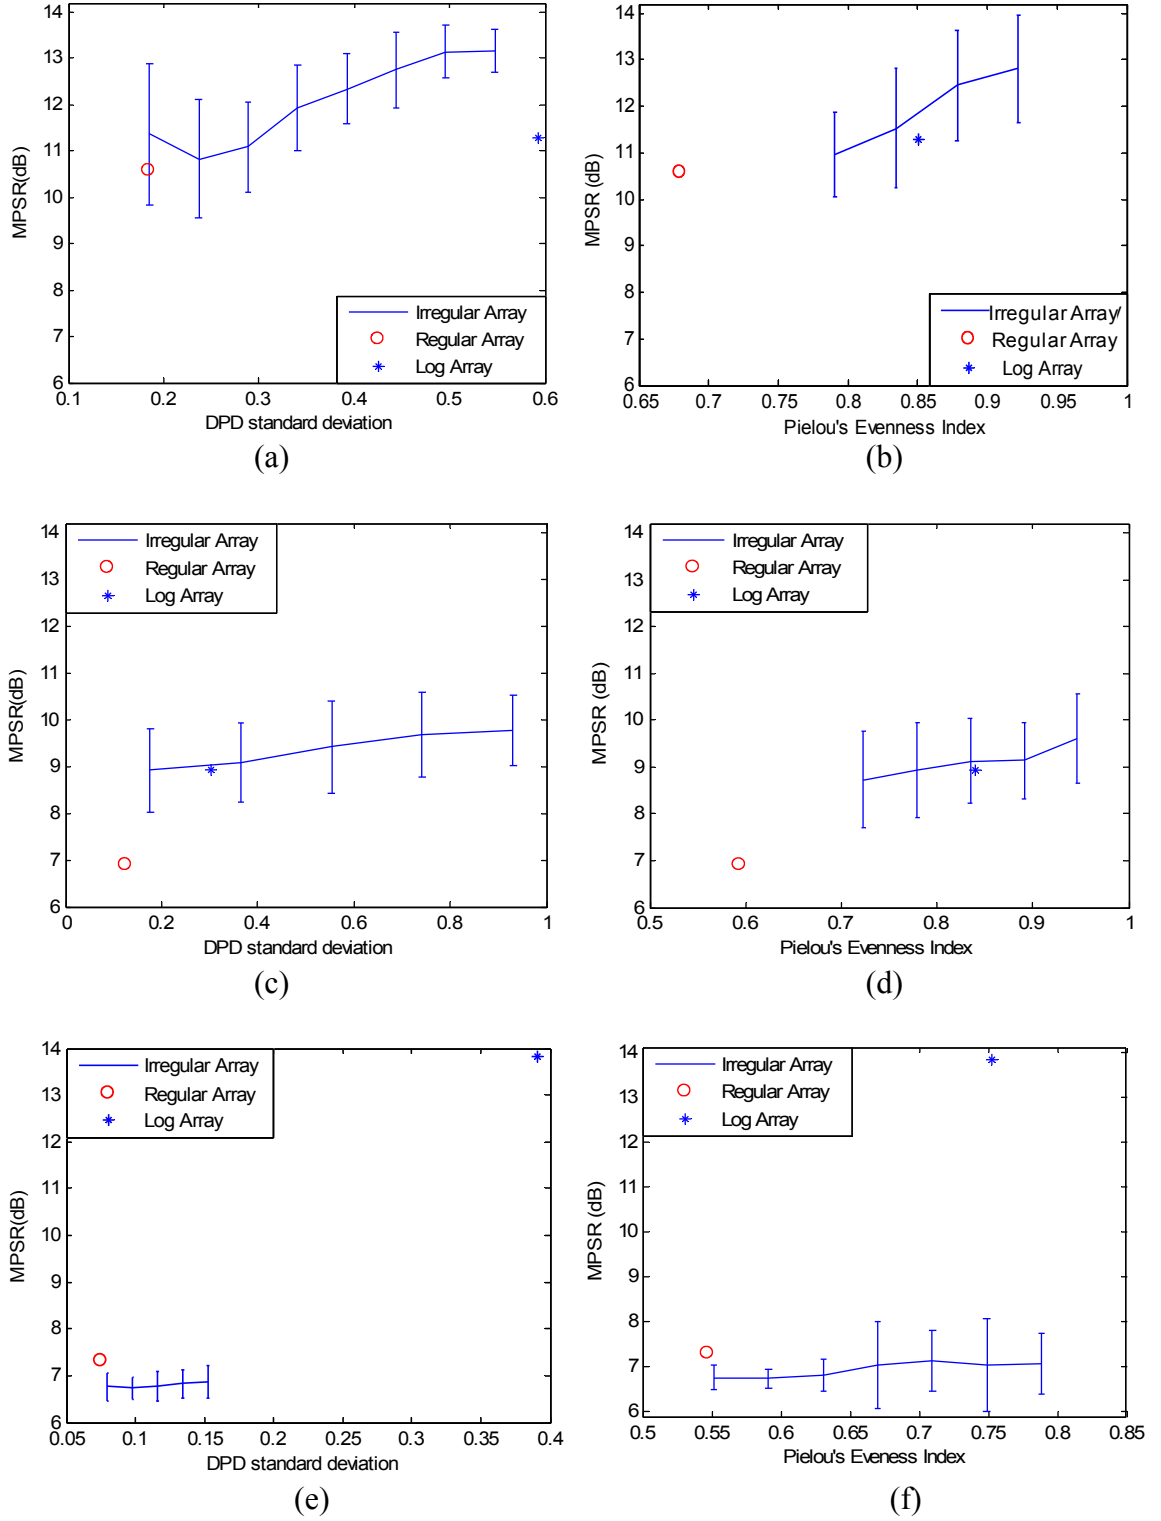 14
13
12
11
10
9
8
7
6
MPSR(dB)
0.1
0.2
0.3
0.4
0.5
0.6
DPD standard deviation
Irregular Array
Regular Array
Log Array
(a)
14
13
12
11
10
9
8
7
6
MPSR (dB)
0.65
0.7
0.75
0.8
0.85
0.9
0.95
1
Pielou's Evenness Index
Irregular Array
Regular Array
Log Array
(b)
14
13
12
11
10
9
8
7
6
MPSR(dB)
0
0.2
0.4
0.6
0.8
1
DPD standard deviation
Irregular Array
Regular Array
Log Array
(c)
14
13
12
11
10
9
8
7
6
MPSR (dB)
0.5
0.6
0.7
0.8
0.9
1
Pielou's Evenness Index
Irregular Array
Regular Array
Log Array
(d)
14
13
12
11
10
9
8
7
6
MPSR(dB)
0.05
0.1
0.15
0.2
0.25
0.3
0.35
0.4
DPD standard deviation
Irregular Array
Regular Array
Log Array
(e)
14
13
12
11
10
9
8
7
6
MPSR (dB)
0.5
0.55
0.6
0.65
0.7
0.75
0.8
0.85
Pielou's Eveness Index
Irregular Array
Regular Array
Log Array
(f)